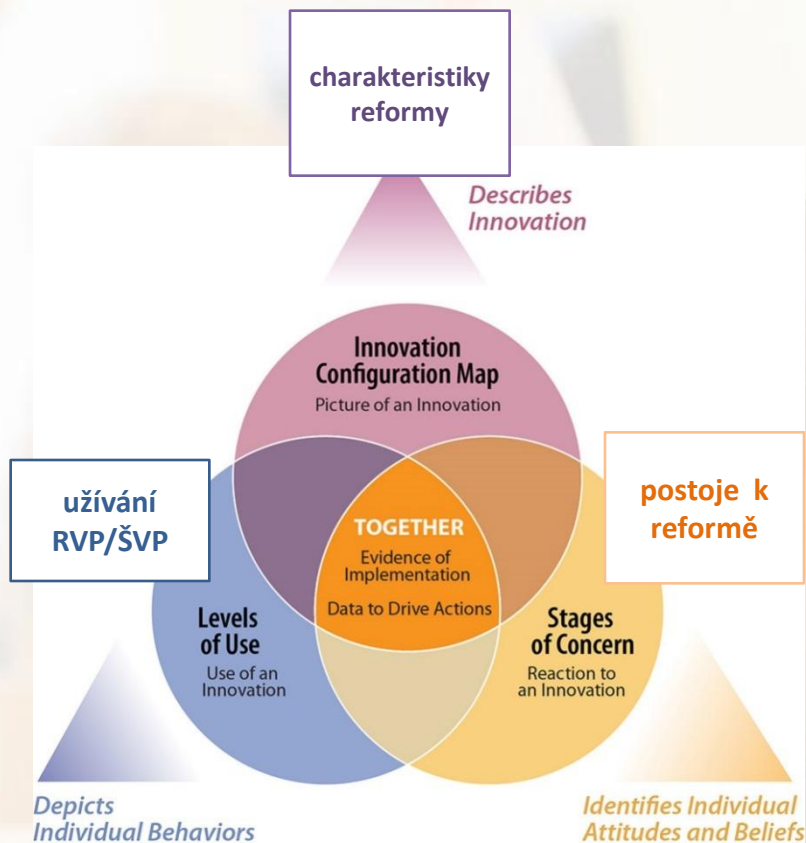 charakteristiky
reformy
Describes
Innovation
Innovation
Configuration Map
Picture of an Innovation
užívání
RVP/ŠVP
postoje k
reformě
TOGETHER
Evidence of
Implementation
Data to Drive Actions
Levels
of Use
Use of an
Innovation
Stages
of Concern
Reaction to
an Innovation
Depicts
Individual Behaviors
Identifies Individual
Attitudes and Beliefs